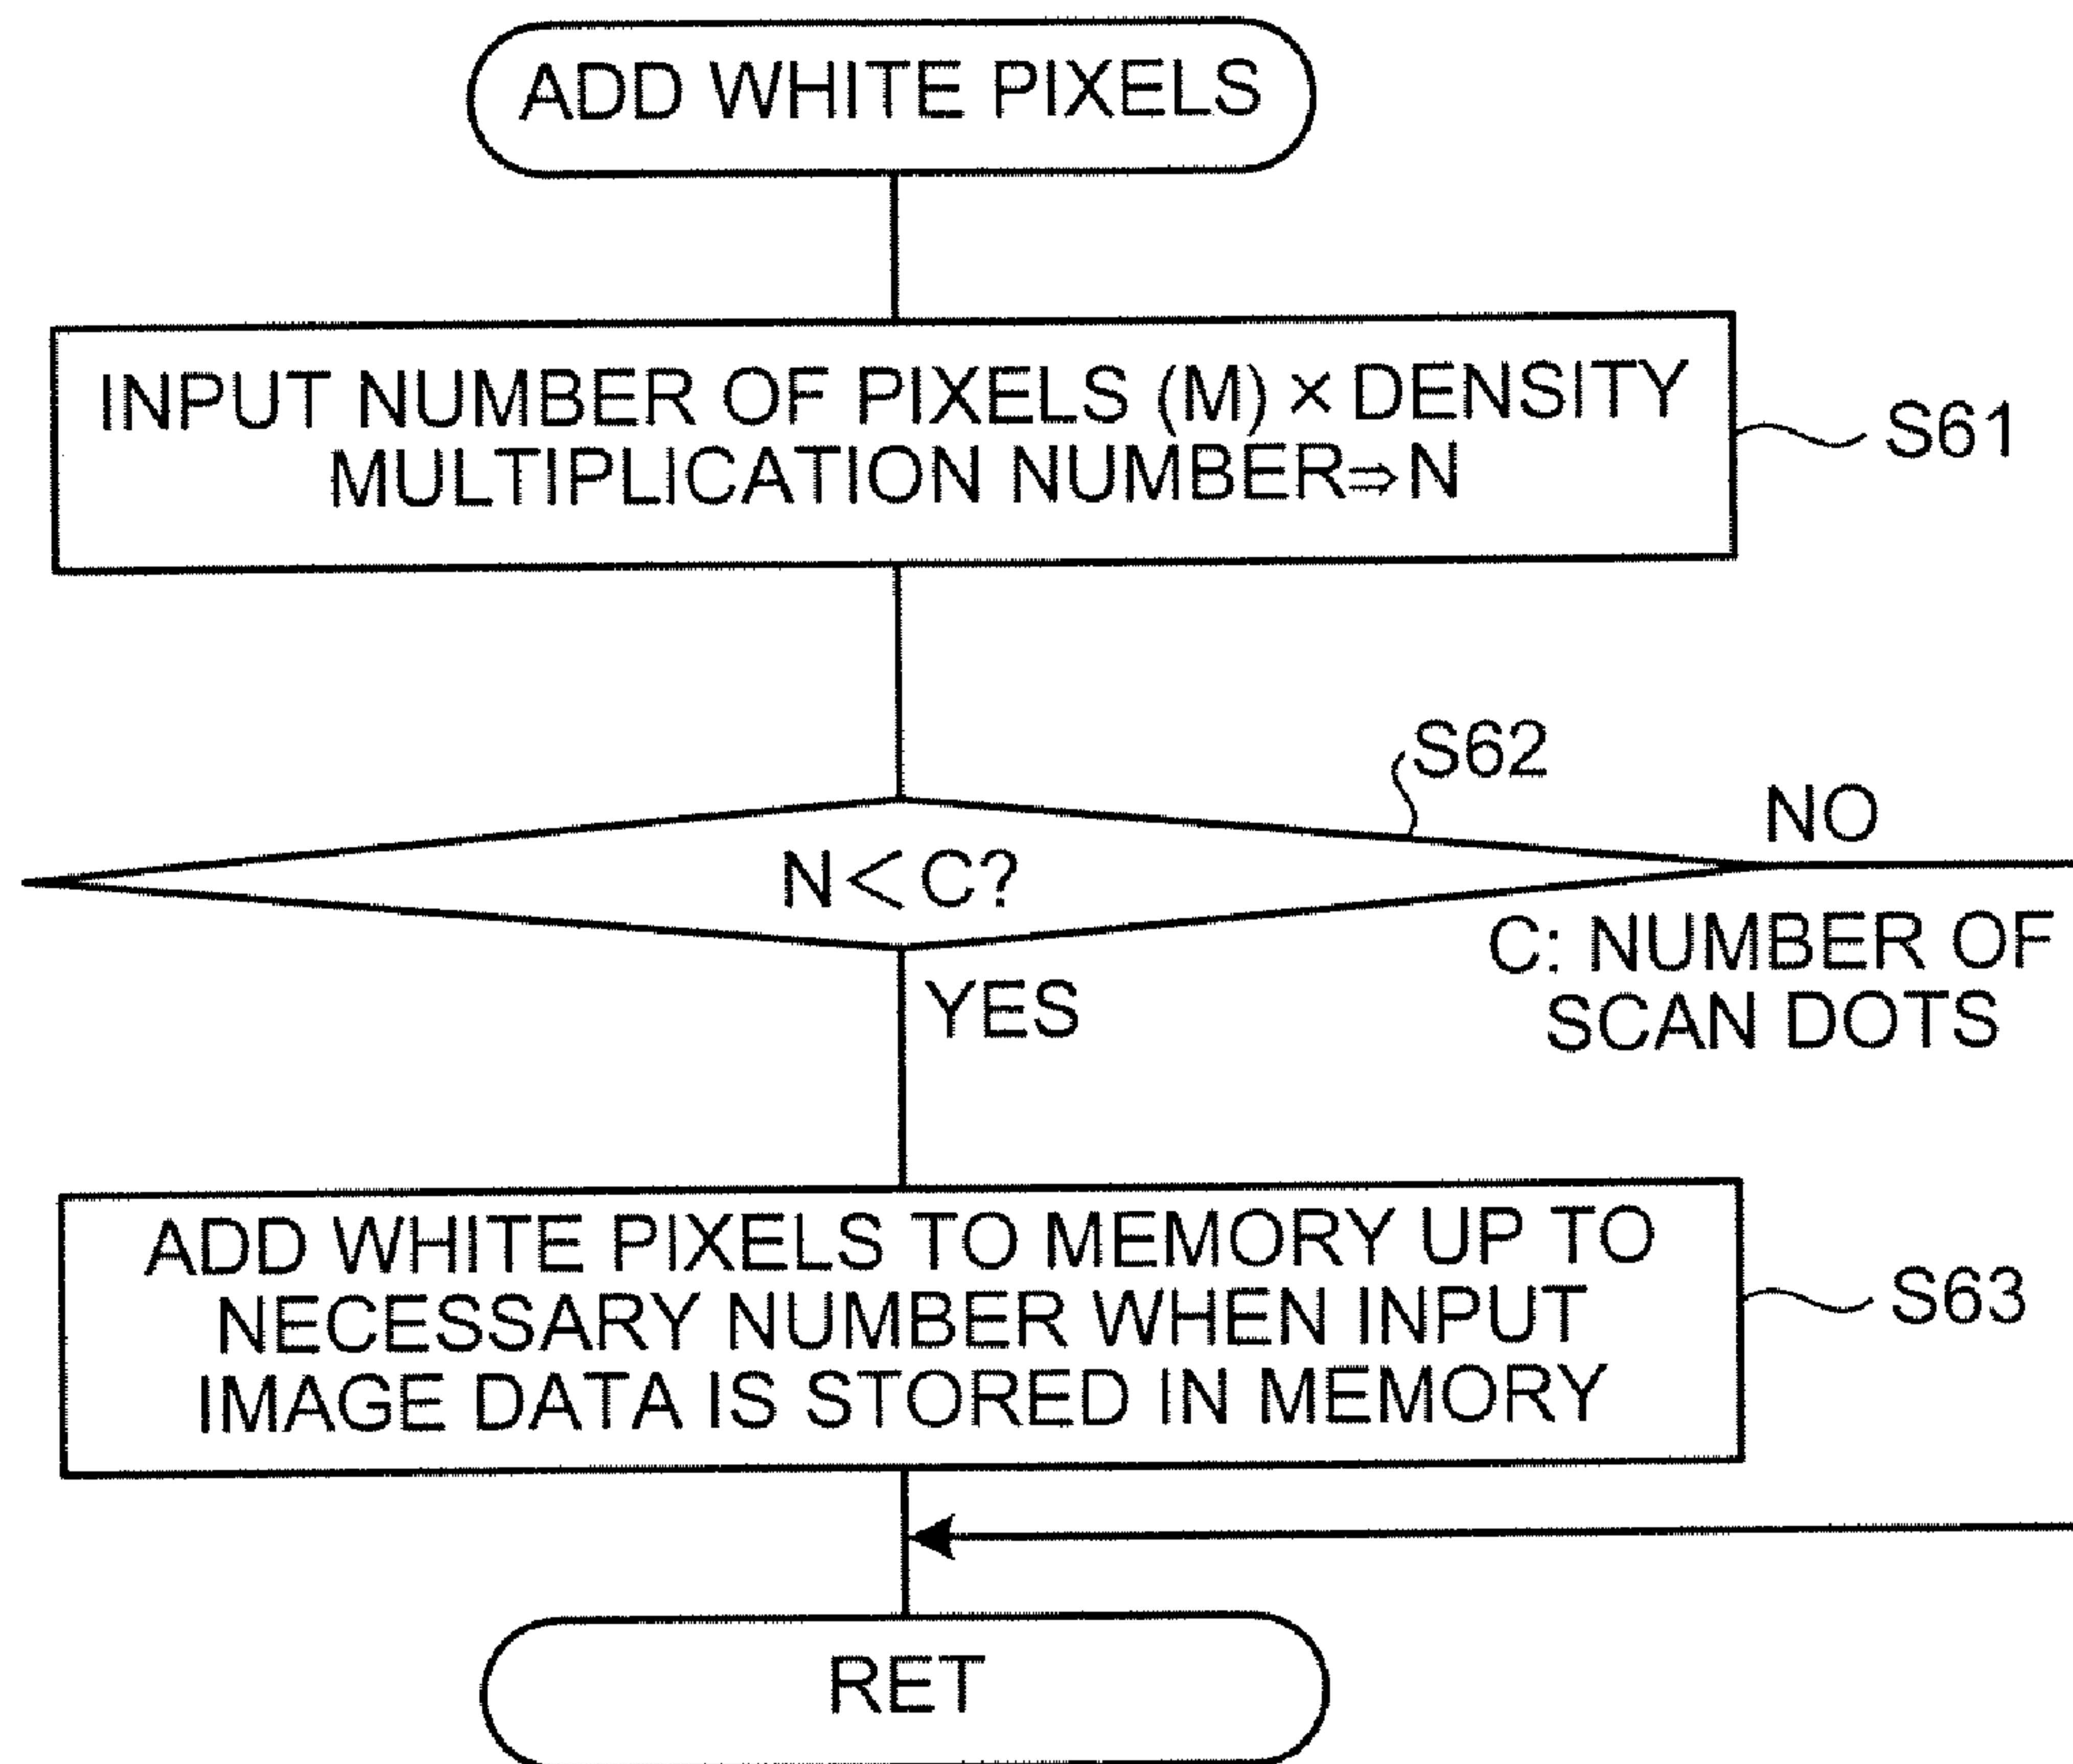 ADD WHITE PIXELS
INPUT NUMBER OF PIXELS (M) × DENSITY
MULTIPLICATION NUMBER⇒N
S61
S62
NO
N<C?
C: NUMBER OF
SCAN DOTS
YES
ADD WHITE PIXELS TO MEMORY UP TO
NECESSARY NUMBER WHEN INPUT
IMAGE DATA IS STORED IN MEMORY
S63
RET